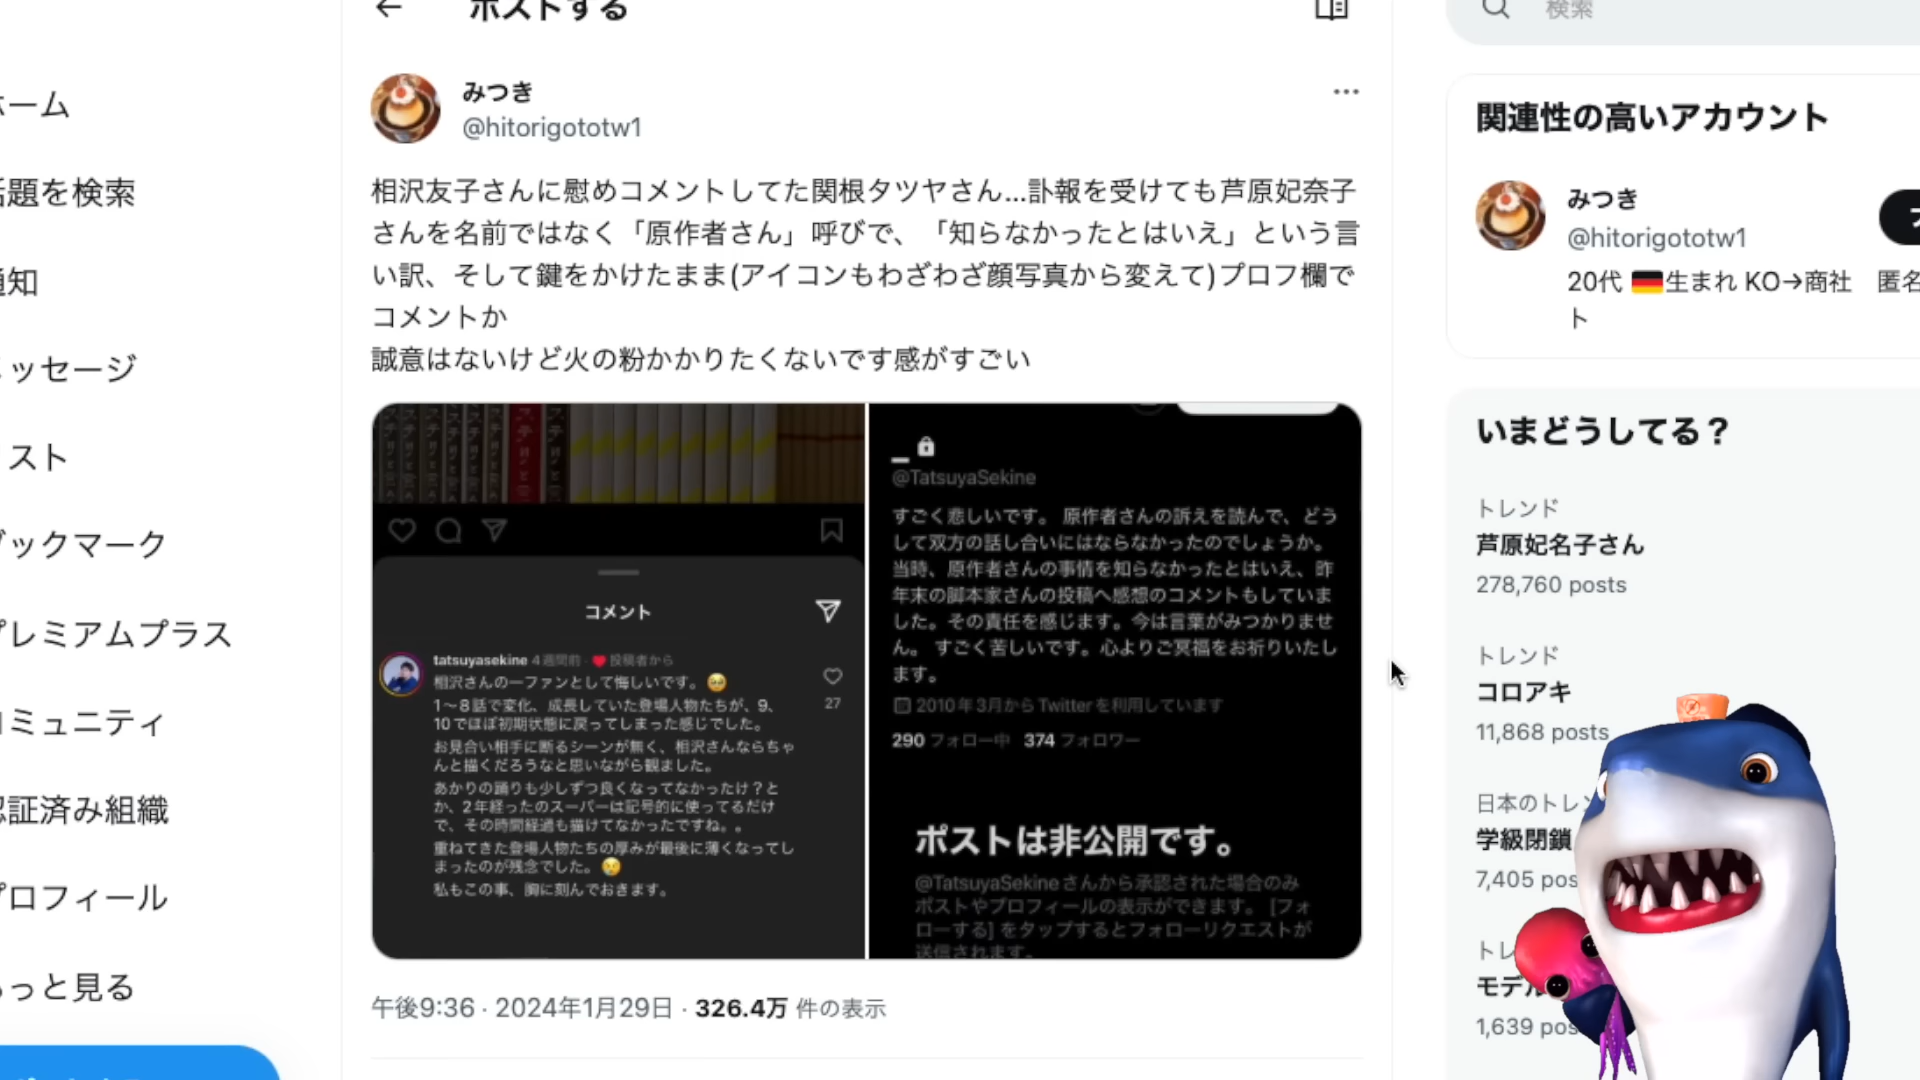 ポストする
検索
ホーム
話題を検索
通知
メッセージ
リスト
ブックマーク
プレミアムプラス
コミュニティ
認証済み組織
プロフィール
もっと見る
みつき
@hitorigototw1
相沢友子さんに慰めコメントしてた関根タツヤさん…訃報を受けても芦原妃奈子
さんを名前ではなく「原作者さん」呼びで、「知らなかったとはいえ」という言
い訳、そして鍵をかけたまま(アイコンもわざわざ顔写真から変えて)プロフ欄で
コメントか
誠意はないけど火の粉かかりたくないです感がすごい
コメント
tatsuyasekine 4週間前・❤️投稿者から
相沢さんの一ファンとして悔しいです。🥹
1〜8話で変化、成長していた登場人物たちが、9、
10でほぼ初期状態に戻ってしまった感じでした。
お見合い相手に断るシーンが無く、相沢さんならちゃ
んと描くだろうなと思いながら観ました。
あかりの踊りも少しずつ良くなってなかったけ？と
か、2年経ったのスーパーは記号的に使ってるだけ
で、その時間経過も描けてなかったですね。。
重ねてきた登場人物たちの厚みが最後に薄くなってし
まったのが残念でした。😢
私もこの事、胸に刻んでおきます。
27
_
@TatsuyaSekine
すごく悲しいです。 原作者さんの訴えを読んで、どう
して双方の話し合いにはならなかったのでしょうか。
当時、原作者さんの事情を知らなかったとはいえ、昨
年末の脚本家さんの投稿へ感想のコメントもしていま
した。その責任を感じます。今は言葉がみつかりませ
ん。 すごく苦しいです。心よりご冥福をお祈りいたし
ます。
2010年3月からTwitterを利用しています
290 フォロー中 374 フォロワー
ポストは非公開です。
@TatsuyaSekineさんから承認された場合のみ
ポストやプロフィールの表示ができます。 [フォ
ローする] をタップするとフォローリクエストが
送信されます。
午後9:36 · 2024年1月29日 · 326.4万 件の表示
関連性の高いアカウント
みつき
@hitorigototw1
20代 🇩🇪生まれ KO→商社 匿名
ト
いまどうしてる？
トレンド
芦原妃名子さん
278,760 posts
トレンド
コロアキ
11,868 posts
日本のトレン
学級閉鎖
7,405 pos
トレ
モデル
1,639 pos